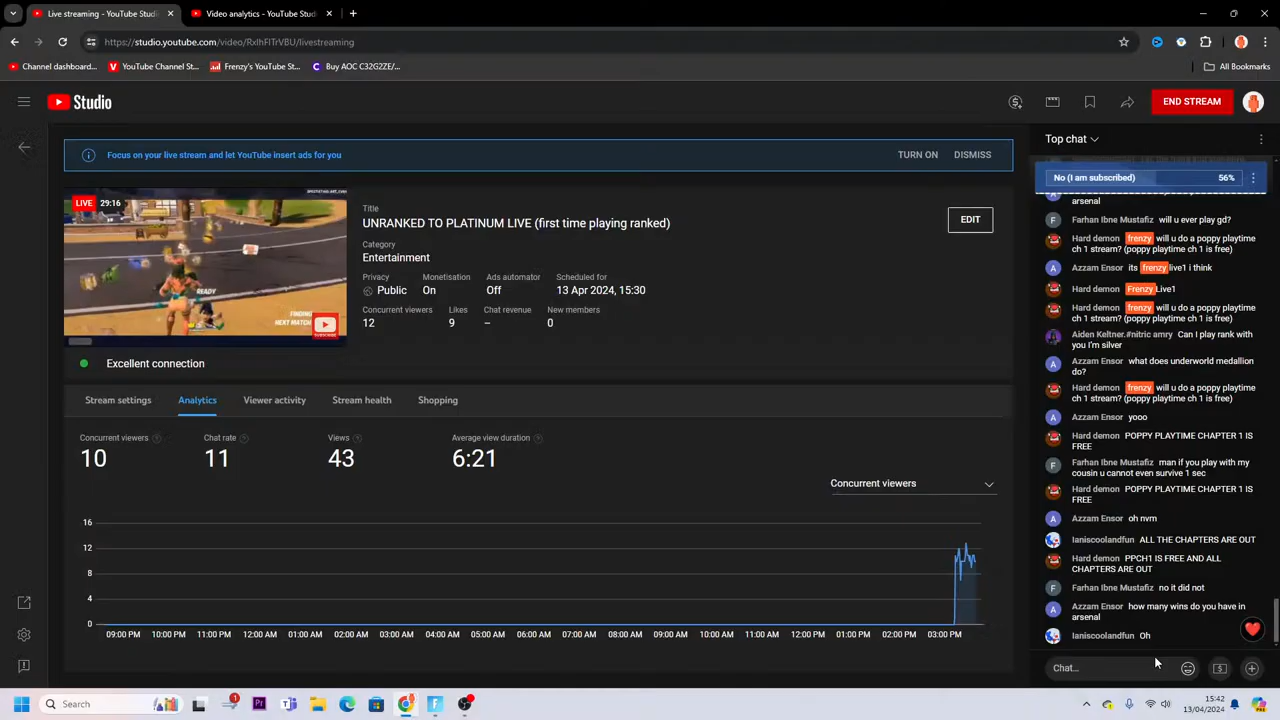 Live streaming - YouTube Studi
Video analytics - YouTube Studi
https://studio.youtube.com/video/RxlhFITrVBU/livestreaming
Channel dashboard...
YouTube Channel St...
Frenzy's YouTube St...
Buy AOC C32G2ZE/...
All Bookmarks
Studio
END STREAM
Focus on your live stream and let YouTube insert ads for you
TURN ON
DISMISS
LIVE 29:16
READY
FINDING
NEXT MATCH
SUBSCRIBE
Title
UNRANKED TO PLATINUM LIVE (first time playing ranked)
EDIT
Category
Entertainment
Privacy Monetisation Ads automator Scheduled for
Public On Off 13 Apr 2024, 15:30
Concurrent viewers Likes Chat revenue New members
12 9 – 0
Excellent connection
Stream settings Analytics Viewer activity Stream health Shopping
Concurrent viewers Chat rate Views Average view duration
10 11 43 6:21
Concurrent viewers
16
12
8
4
0
09:00 PM 10:00 PM 11:00 PM 12:00 AM 01:00 AM 02:00 AM 03:00 AM 04:00 AM 05:00 AM 06:00 AM 07:00 AM 08:00 AM 09:00 AM 10:00 AM 11:00 AM 12:00 PM 01:00 PM 02:00 PM 03:00 PM
Top chat
No (I am subscribed) 56%
arsenal
Farhan Ibne Mustafiz will u ever play gd?
Hard demon frenzy will u do a poppy playtime
ch 1 stream? (poppy playtime ch 1 is free)
Azzam Ensor its frenzy live1 i think
Hard demon Frenzy Live1
Hard demon frenzy will u do a poppy playtime
ch 1 stream? (poppy playtime ch 1 is free)
Aiden Keltner.#nitric amry Can I play rank with
you I'm silver
Azzam Ensor what does underworld medallion
do?
Hard demon frenzy will u do a poppy playtime
ch 1 stream? (poppy playtime ch 1 is free)
Azzam Ensor yooo
Hard demon POPPY PLAYTIME CHAPTER 1 IS
FREE
Farhan Ibne Mustafiz man if you play with my
cousin u cannot even survive 1 sec
Hard demon POPPY PLAYTIME CHAPTER 1 IS
FREE
Azzam Ensor oh nvm
Ianiscoolandfun ALL THE CHAPTERS ARE OUT
Hard demon PPCH1 IS FREE AND ALL
CHAPTERS ARE OUT
Farhan Ibne Mustafiz no it did not
Azzam Ensor how many wins do you have in
arsenal
Ianiscoolandfun Oh
Chat...
Search
15:42
13/04/2024